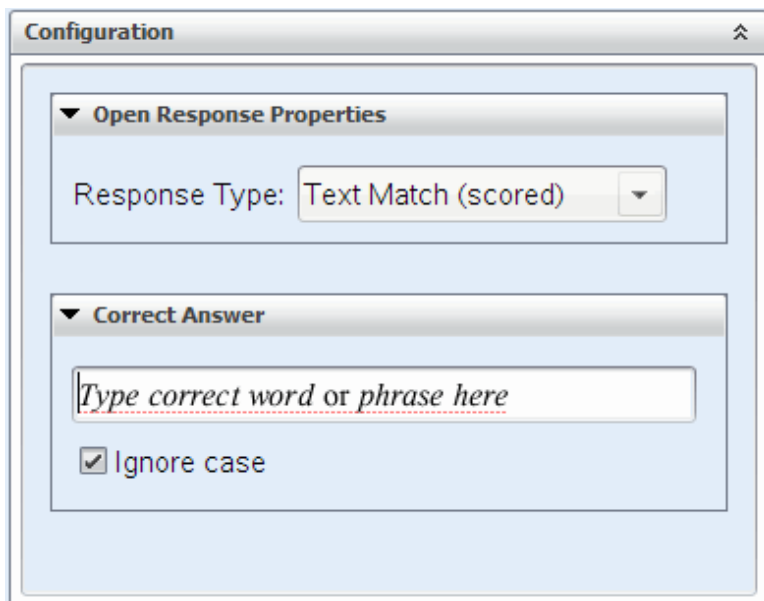 Configuration
Open Response Properties
Response Type: Text Match (scored)
Correct Answer
Type correct word or phrase here
Ignore case